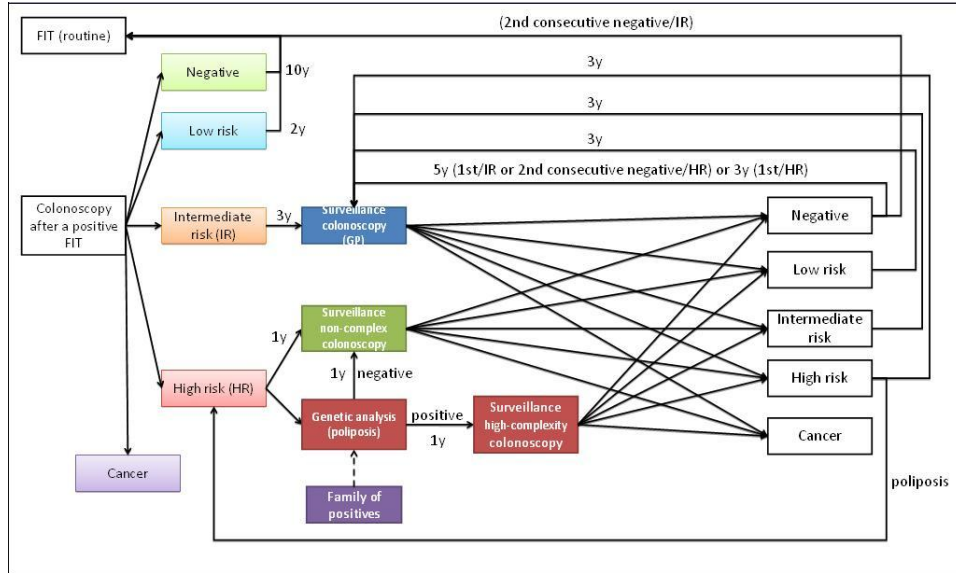 (2nd consecutive negative/IR)
FIT (routine)
Negative
10y
3y
Low risk
2y
3y
3y
5y (1st/IR or 2nd consecutive negative/HR) or 3y (1st/HR)
Colonoscopy
after a positive
FIT
Intermediate
risk (IR)
3y
Surveillance
colonoscopy
(GP)
Negative
Low risk
Surveillance
non-complex
colonoscopy
Intermediate
risk
1y
High risk (HR)
1y
negative
High risk
Genetic analysis
(poliposis)
positive
1y
Surveillance
high-complexity
colonoscopy
Cancer
Cancer
Family of
positives
poliposis